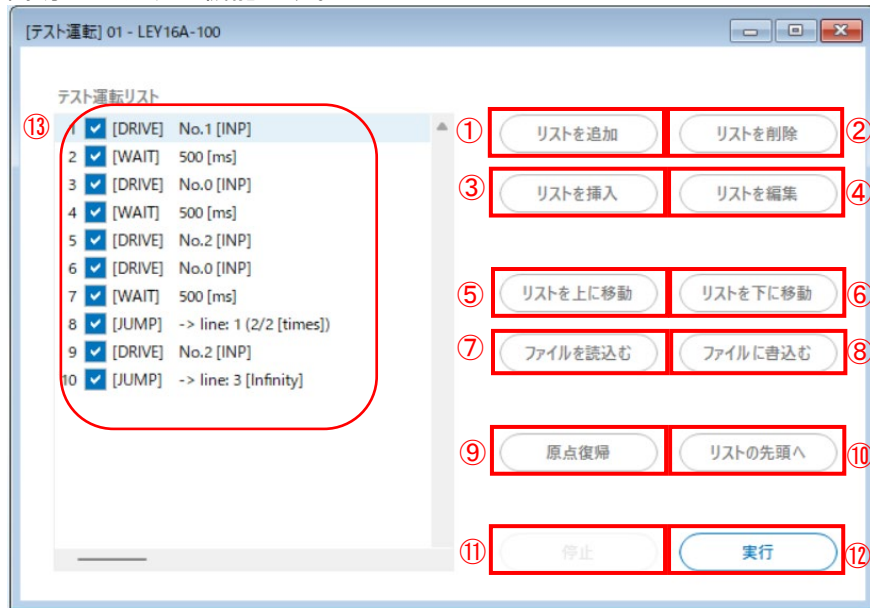 [テスト運転] 01 - LEY16A-100
テスト運転リスト
⑬
1 [DRIVE] No.1 [INP]
2 [WAIT] 500 [ms]
3 [DRIVE] No.0 [INP]
4 [WAIT] 500 [ms]
5 [DRIVE] No.2 [INP]
6 [DRIVE] No.0 [INP]
7 [WAIT] 500 [ms]
8 [JUMP] -> line: 1 (2/2 [times])
9 [DRIVE] No.2 [INP]
10 [JUMP] -> line: 3 [Infinity]
① リストを追加 リストを削除 ②
③ リストを挿入 リストを編集 ④
⑤ リストを上に移動 リストを下に移動 ⑥
⑦ ファイルを読込む ファイルに書込む ⑧
⑨ 原点復帰 リストの先頭へ ⑩
⑪ 停止 実行 ⑫